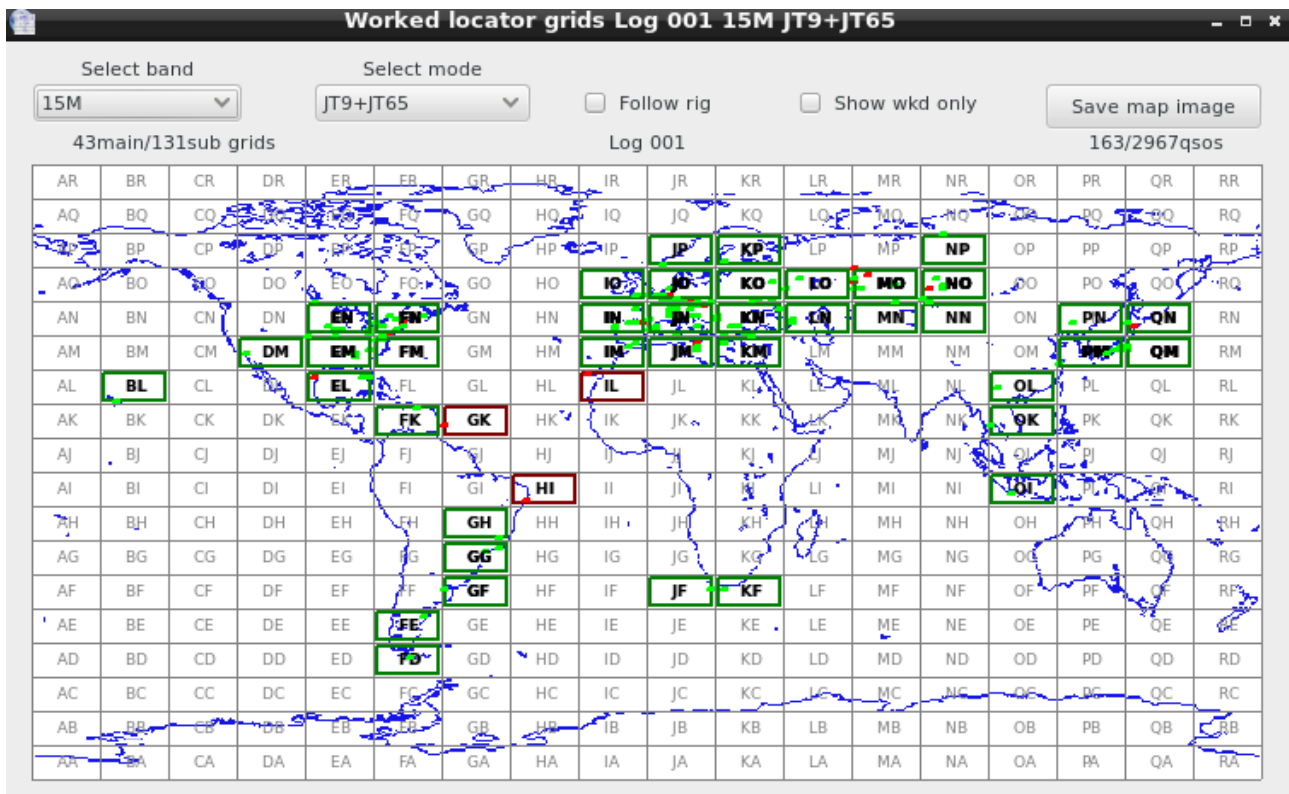 Worked locator grids Log 001 15M JT9+JT65
Select band Select mode
15M JT9+JT65 Follow rig Show wkd only Save map image
43main/131sub grids Log 001 163/2967qsos
AR BR CR DR ER FR GR HR IR JR KR LR MR NR OR PR QR RR
AQ BQ CQ DQ EQ FQ GQ HQ IQ JQ KQ LQ MQ NQ OQ PQ QQ RQ
AP BP CP DP EP FP GP HP IP JP KP LP MP NP OP PP QP RP
AO BO CO DO EO FO GO HO IO JO KO LO MO NO OO PO QO RO
AN BN CN DN EN FN GN HN IN JN KN LN MN NN ON PN QN RN
AM BM CM DM EM FM GM HM IM JM KM LM MM NM OM PM QM RM
AL BL CL DL EL FL GL HL IL JL KL LL ML NL OL PL QL RL
AK BK CK DK EK FK GK HK IK JK KK LK MK NK OK PK QK RK
AJ BJ CJ DJ EJ FJ GJ HJ IJ JJ KJ LJ MJ NJ OJ PJ QJ RJ
AI BI CI DI EI FI GI HI II JI KI LI MI NI OI PI QI RI
AH BH CH DH EH FH GH HH IH JH KH LH MH NH OH PH QH RH
AG BG CG DG EG FG GG HG IG JG KG LG MG NG OG PG QG RG
AF BF CF DF EF FF GF HF IF JF KF LF MF NF OF PF QF RF
AE BE CE DE EE FE GE HE IE JE KE LE ME NE OE PE QE RE
AD BD CD DD ED FD GD HD ID JD KD LD MD ND OD PD QD RD
AC BC CC DC EC FC GC HC IC JC KC LC MC NC OC PC QC RC
AB BB CB DB EB FB GB HB IB JB KB LB MB NB OB PB QB RB
AA BA CA DA EA FA GA HA IA JA KA LA MA NA OA PA QA RA